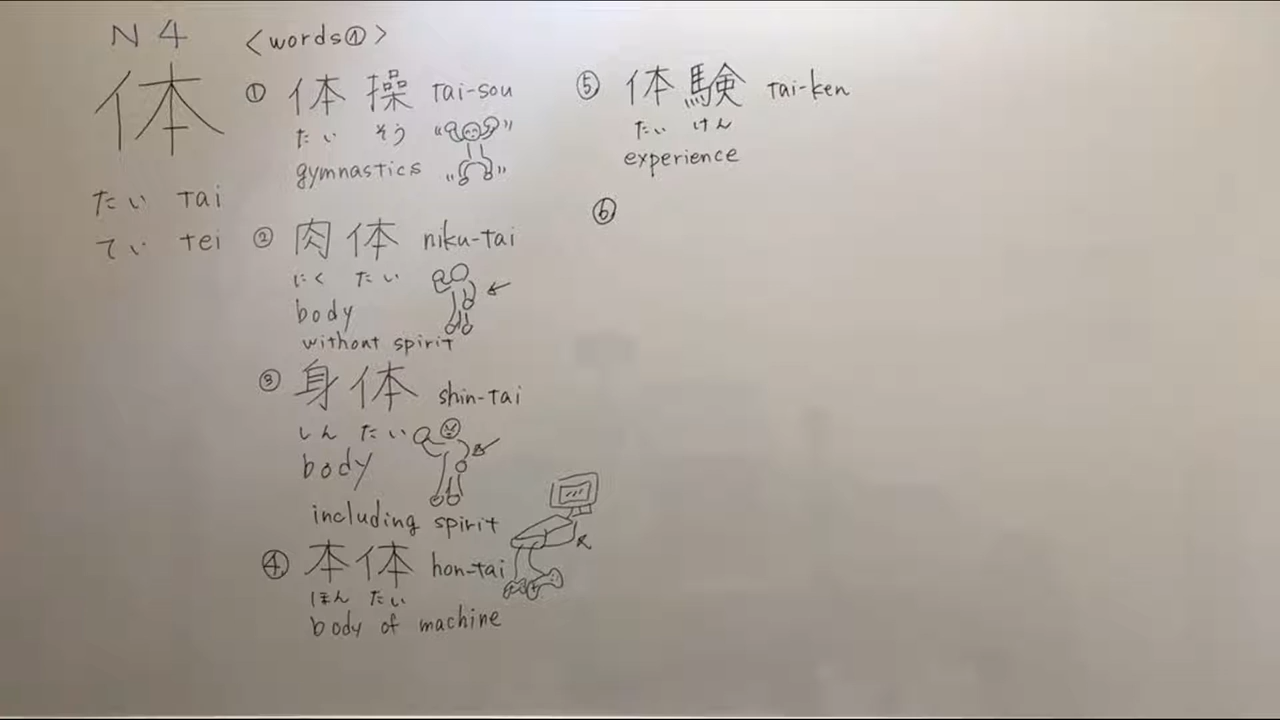 N4
体
たい tai
てい tei
<words①>
① 体操 tai-sou
たい そう
gymnastics
② 肉体 niku-tai
にく たい
body
without spirit
③ 身体 shin-tai
しん たい
body
including spirit
④ 本体 hon-tai
ほん たい
body of machine
⑤ 体験 tai-ken
たい けん
experience
⑥